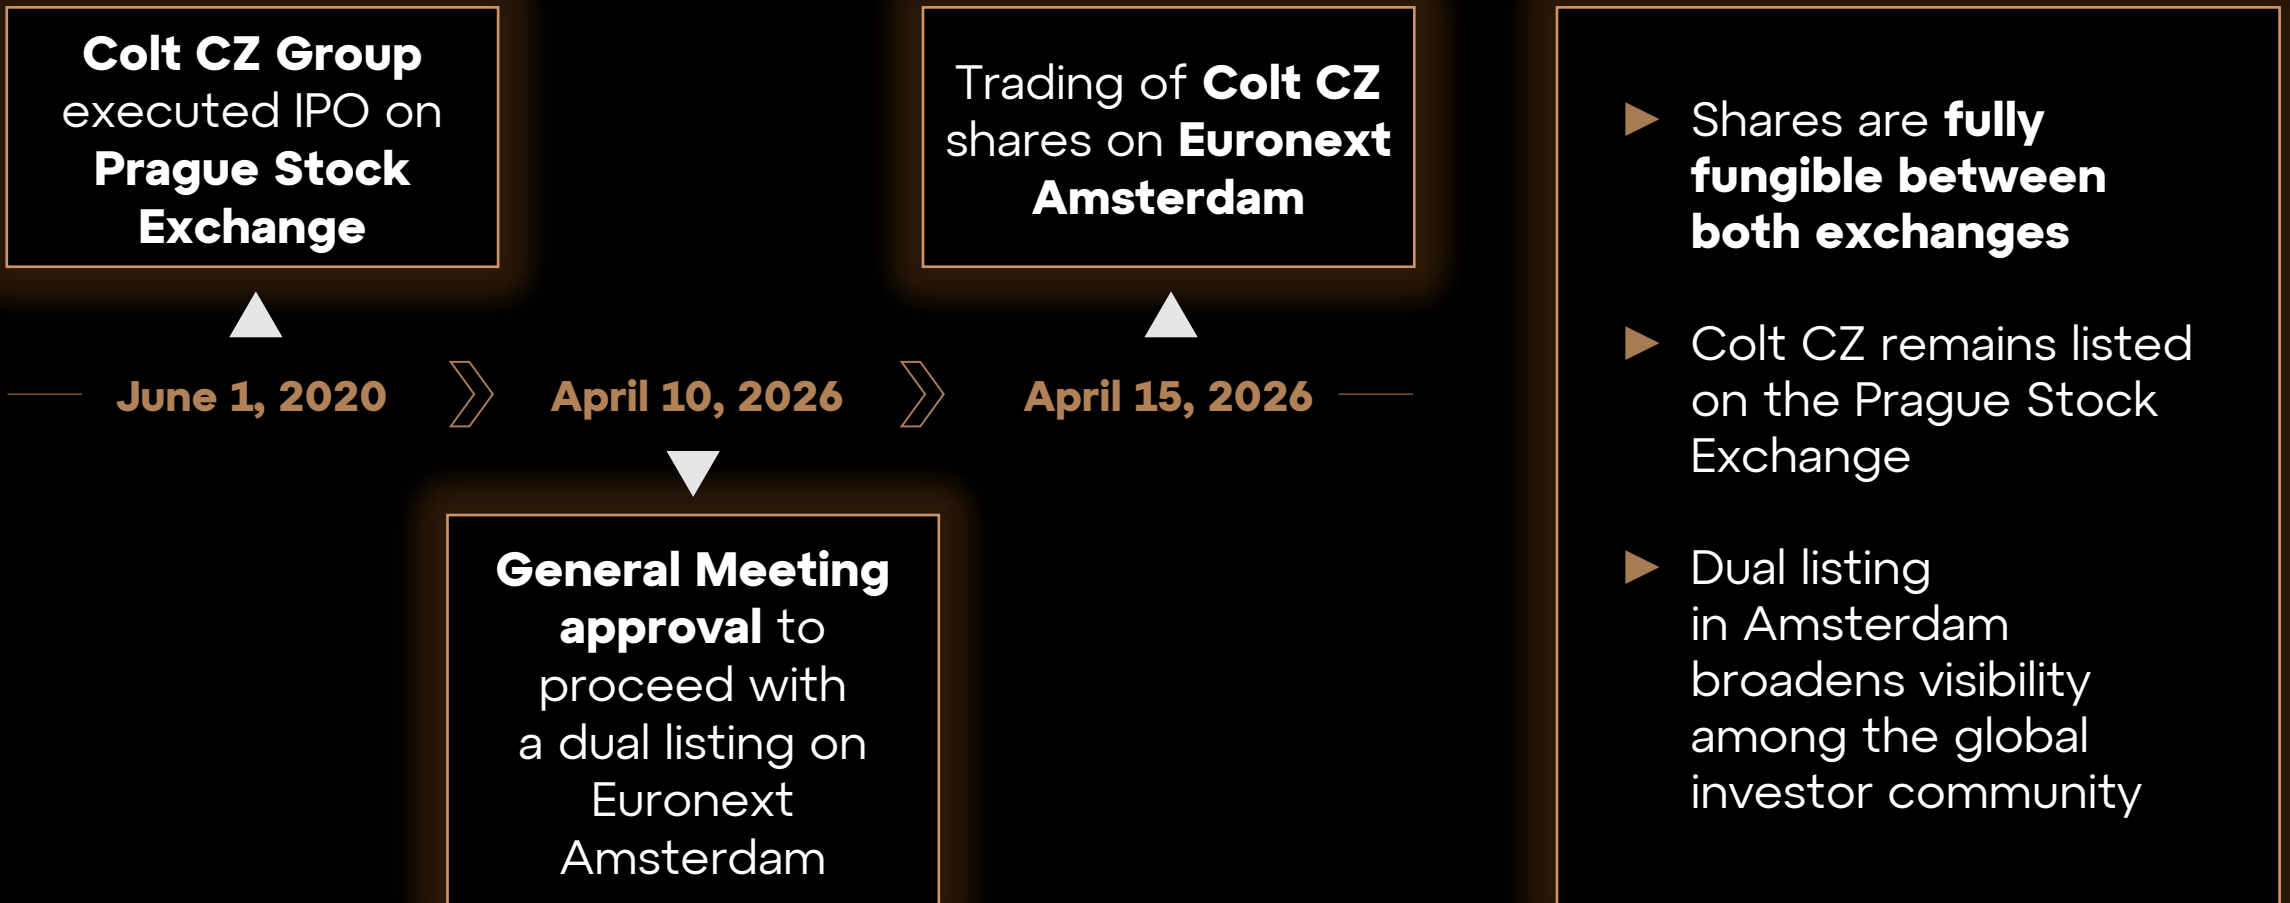 Colt CZ Group
executed IPO on
Prague Stock
Exchange
Trading of Colt CZ
shares on Euronext
Amsterdam
June 1, 2020
April 10, 2026
April 15, 2026
General Meeting
approval to
proceed with
a dual listing on
Euronext
Amsterdam
Shares are fully
fungible between
both exchanges
Colt CZ remains listed
on the Prague Stock
Exchange
Dual listing
in Amsterdam
broadens visibility
among the global
investor community